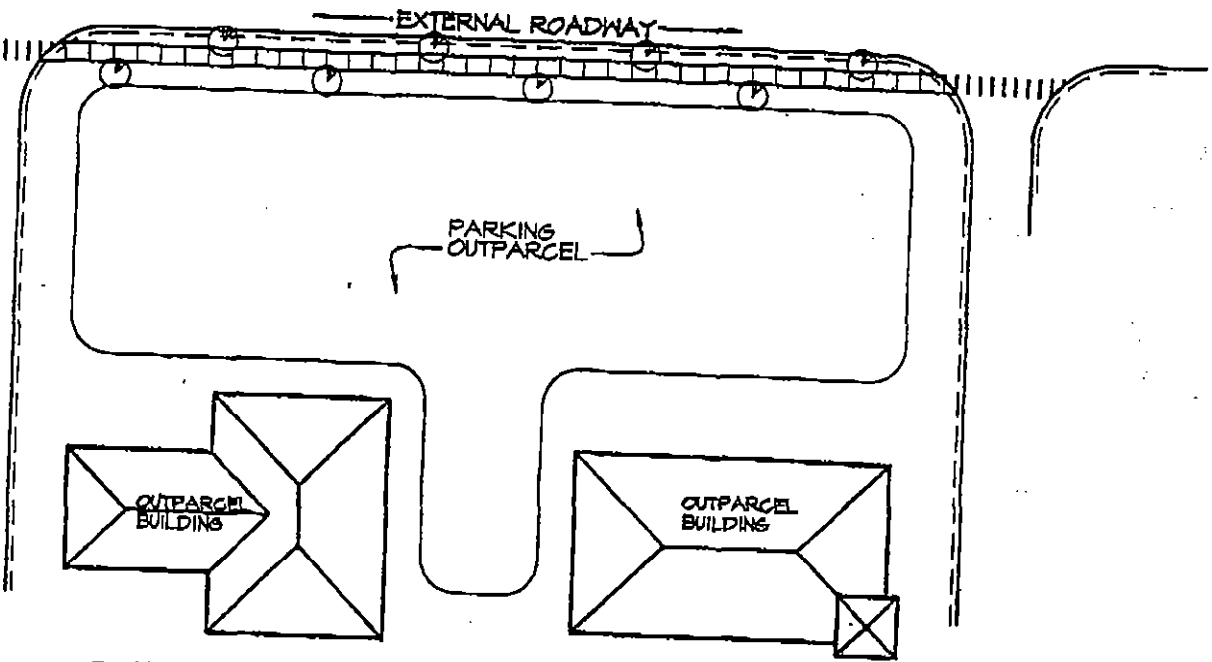 EXTERNAL ROADWAY
PARKING
OUTPARCEL
OUTPARCEL
BUILDING
OUTPARCEL
BUILDING